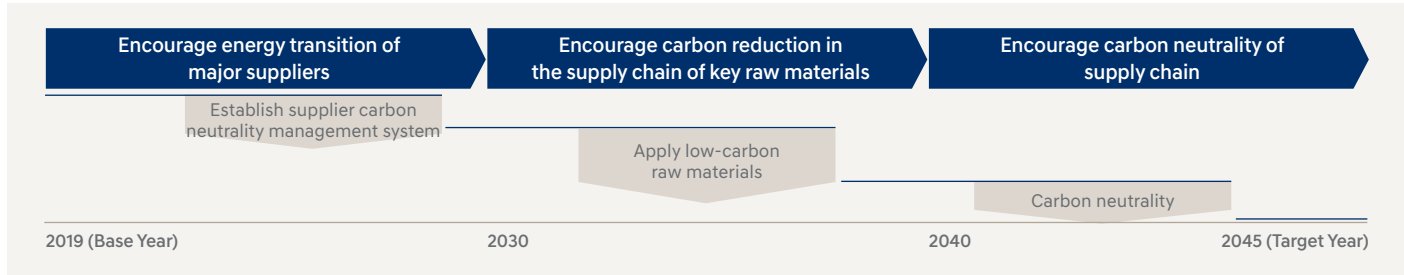 Encourage energy transition of
major suppliers
Encourage carbon reduction in
the supply chain of key raw materials
Encourage carbon neutrality of
supply chain
Establish supplier carbon
neutrality management system
Apply low-carbon
raw materials
Carbon neutrality
2019 (Base Year)
2030
2040
2045 (Target Year)